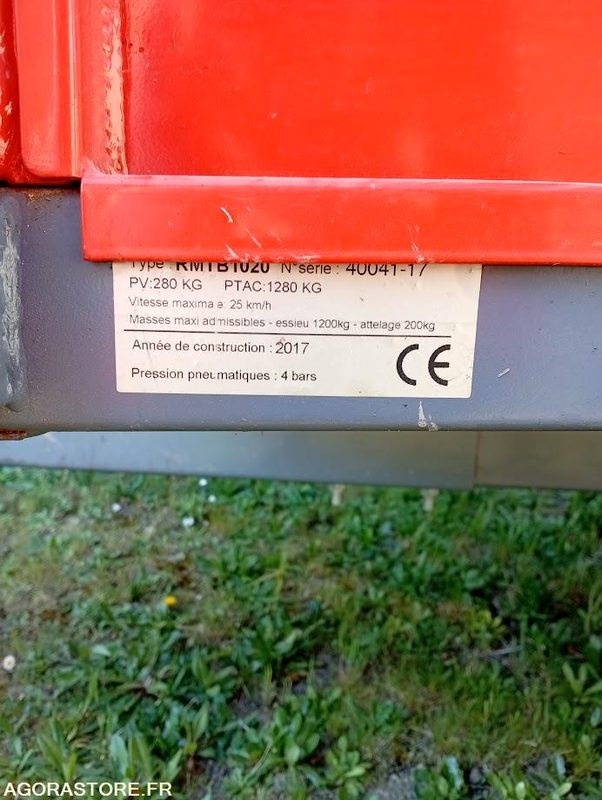 Type RMTB1020 N°série : 40041-17
PV:280 KG PTAC:1280 KG
Vitesse maxima e: 25 km/h
Masses maxi admissibles - essieu 1200kg - attelage 200kg
Année de construction : 2017
Pression pneumatiques : 4 bars
CE
AGORASTORE.FR